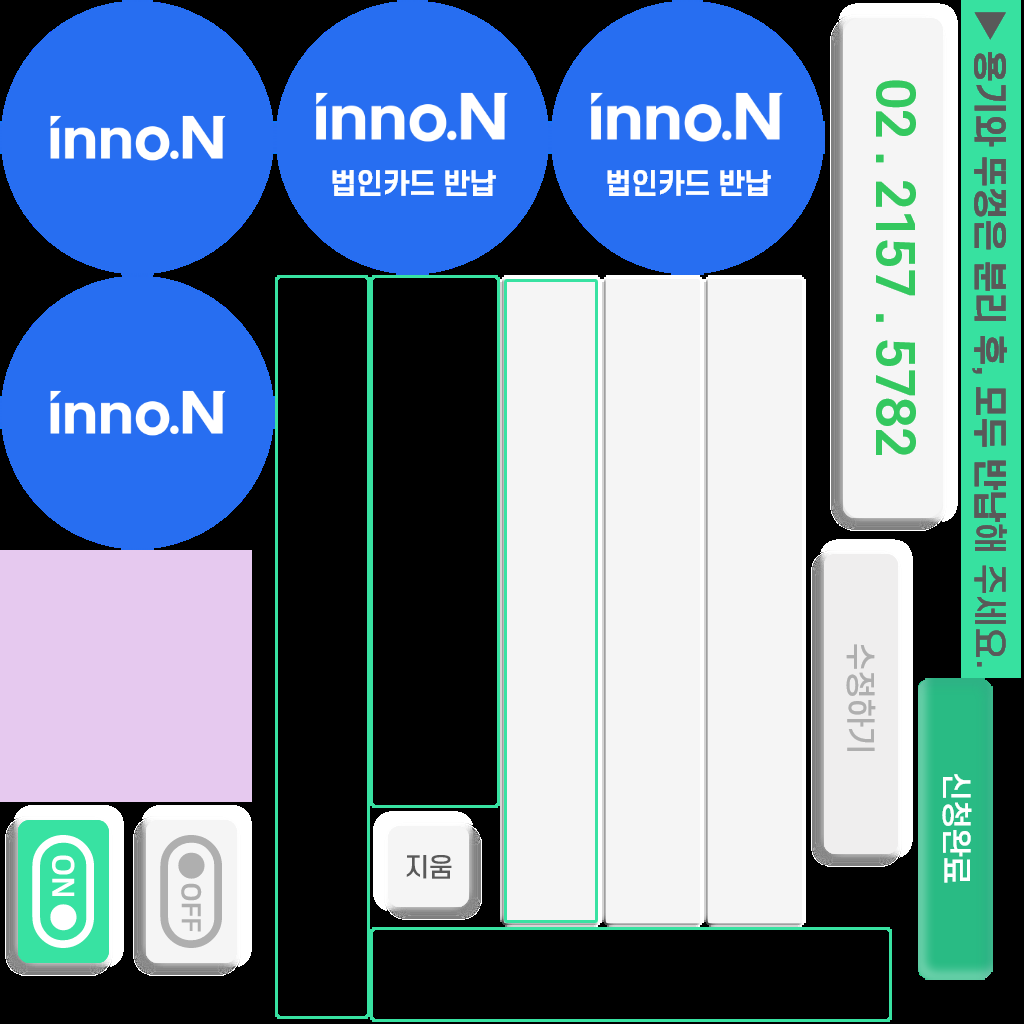 inno.N
inno.N
법인카드 반납
inno.N
법인카드 반납
inno.N
02 . 2157 . 5782
▶ 용기와 뚜껑은 분리 후, 모두 반납해 주세요.
수정하기
신청완료
지움
ON
OFF